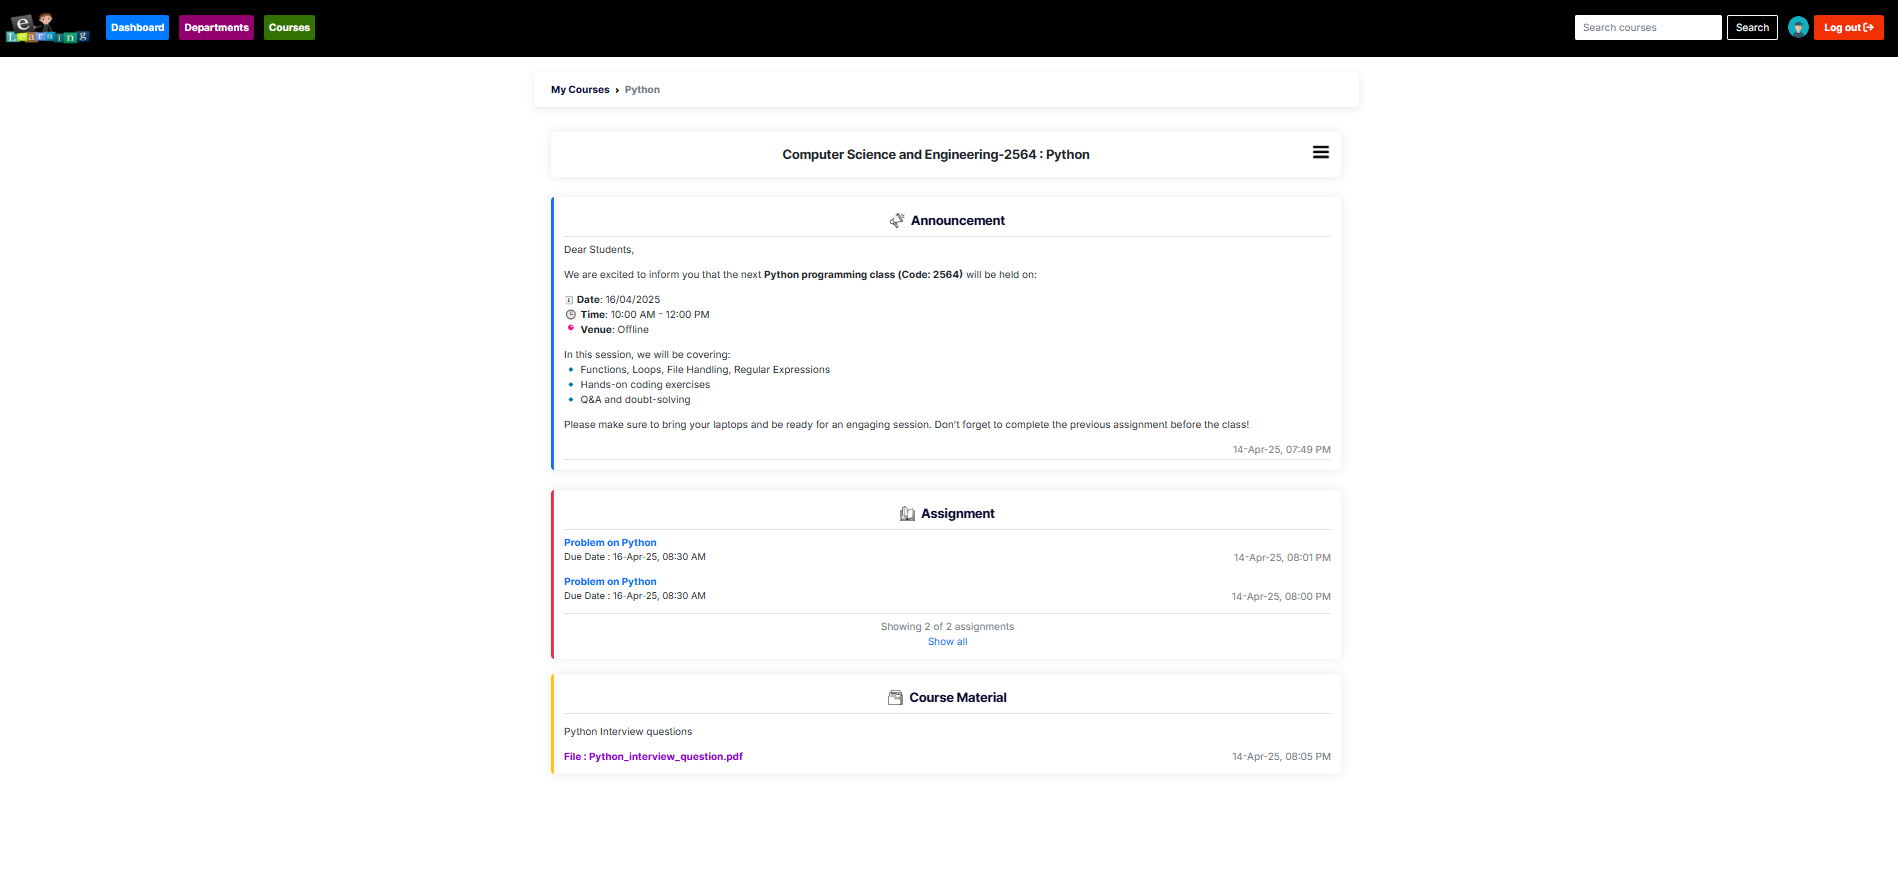 e
Learning
Dashboard
Departments
Courses
Search courses
Search
Log out
My Courses › Python
Computer Science and Engineering-2564 : Python
Announcement
Dear Students,
We are excited to inform you that the next Python programming class (Code: 2564) will be held on:
Date: 16/04/2025
Time: 10:00 AM - 12:00 PM
Venue: Offline
In this session, we will be covering:
Functions, Loops, File Handling, Regular Expressions
Hands-on coding exercises
Q&A and doubt-solving
Please make sure to bring your laptops and be ready for an engaging session. Don't forget to complete the previous assignment before the class!
14-Apr-25, 07:49 PM
Assignment
Problem on Python
Due Date : 16-Apr-25, 08:30 AM
14-Apr-25, 08:01 PM
Problem on Python
Due Date : 16-Apr-25, 08:30 AM
14-Apr-25, 08:00 PM
Showing 2 of 2 assignments
Show all
Course Material
Python Interview questions
File : Python_interview_question.pdf
14-Apr-25, 08:05 PM